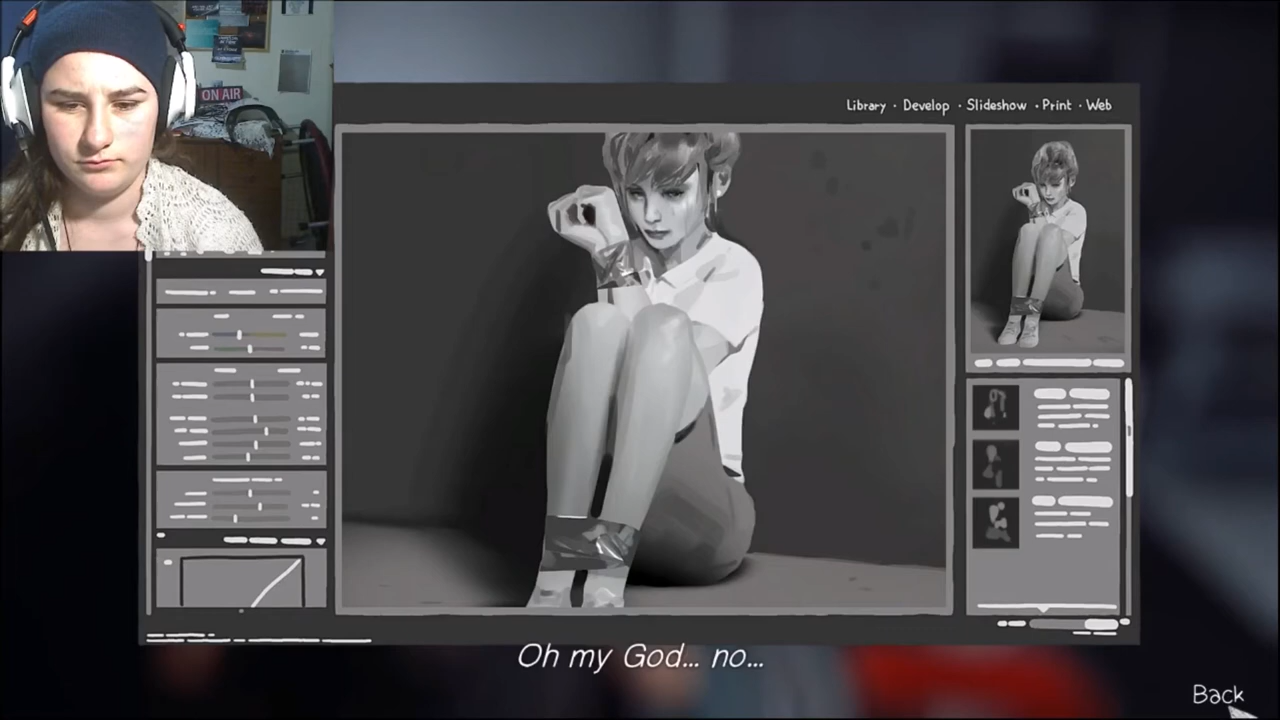 ON AIR
Library · Develop · Slideshow · Print · Web
Oh my God... no...
Back